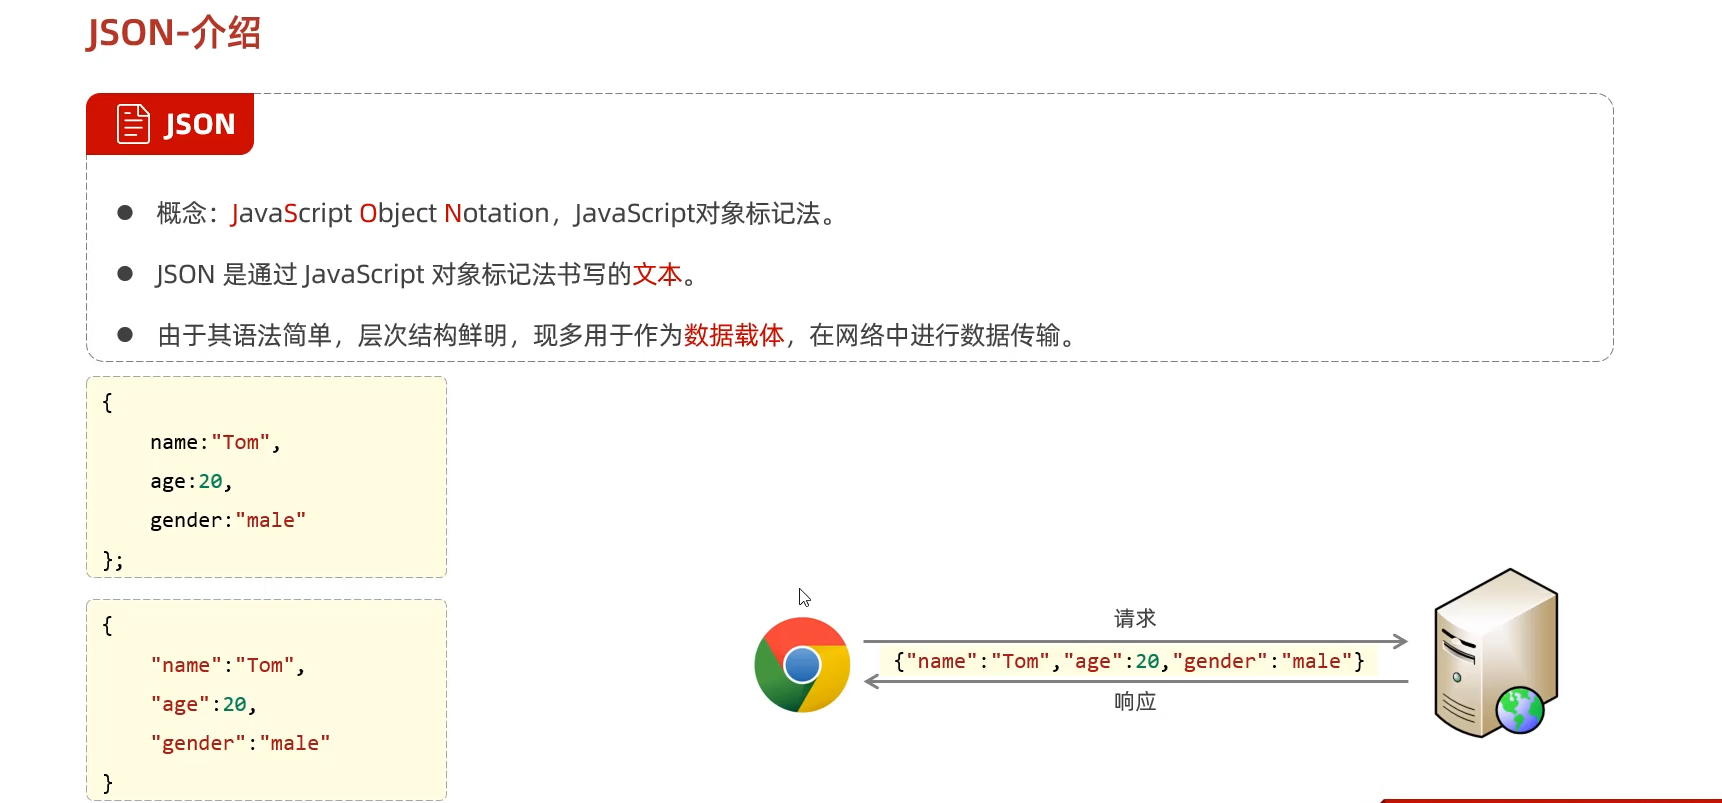 JSON-介绍
JSON
概念：JavaScript Object Notation，JavaScript对象标记法。
JSON 是通过 JavaScript 对象标记法书写的文本。
由于其语法简单，层次结构鲜明，现多用于作为数据载体，在网络中进行数据传输。
{
name:"Tom",
age:20,
gender:"male"
};
{
"name":"Tom",
"age":20,
"gender":"male"
}
请求
{"name":"Tom","age":20,"gender":"male"}
响应